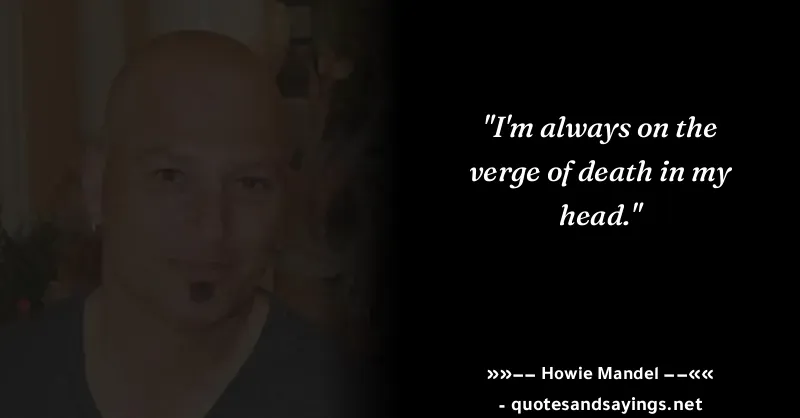 "I'm always on the
verge of death in my
head."
»»−− Howie Mandel −−««
- quotesandsayings.net